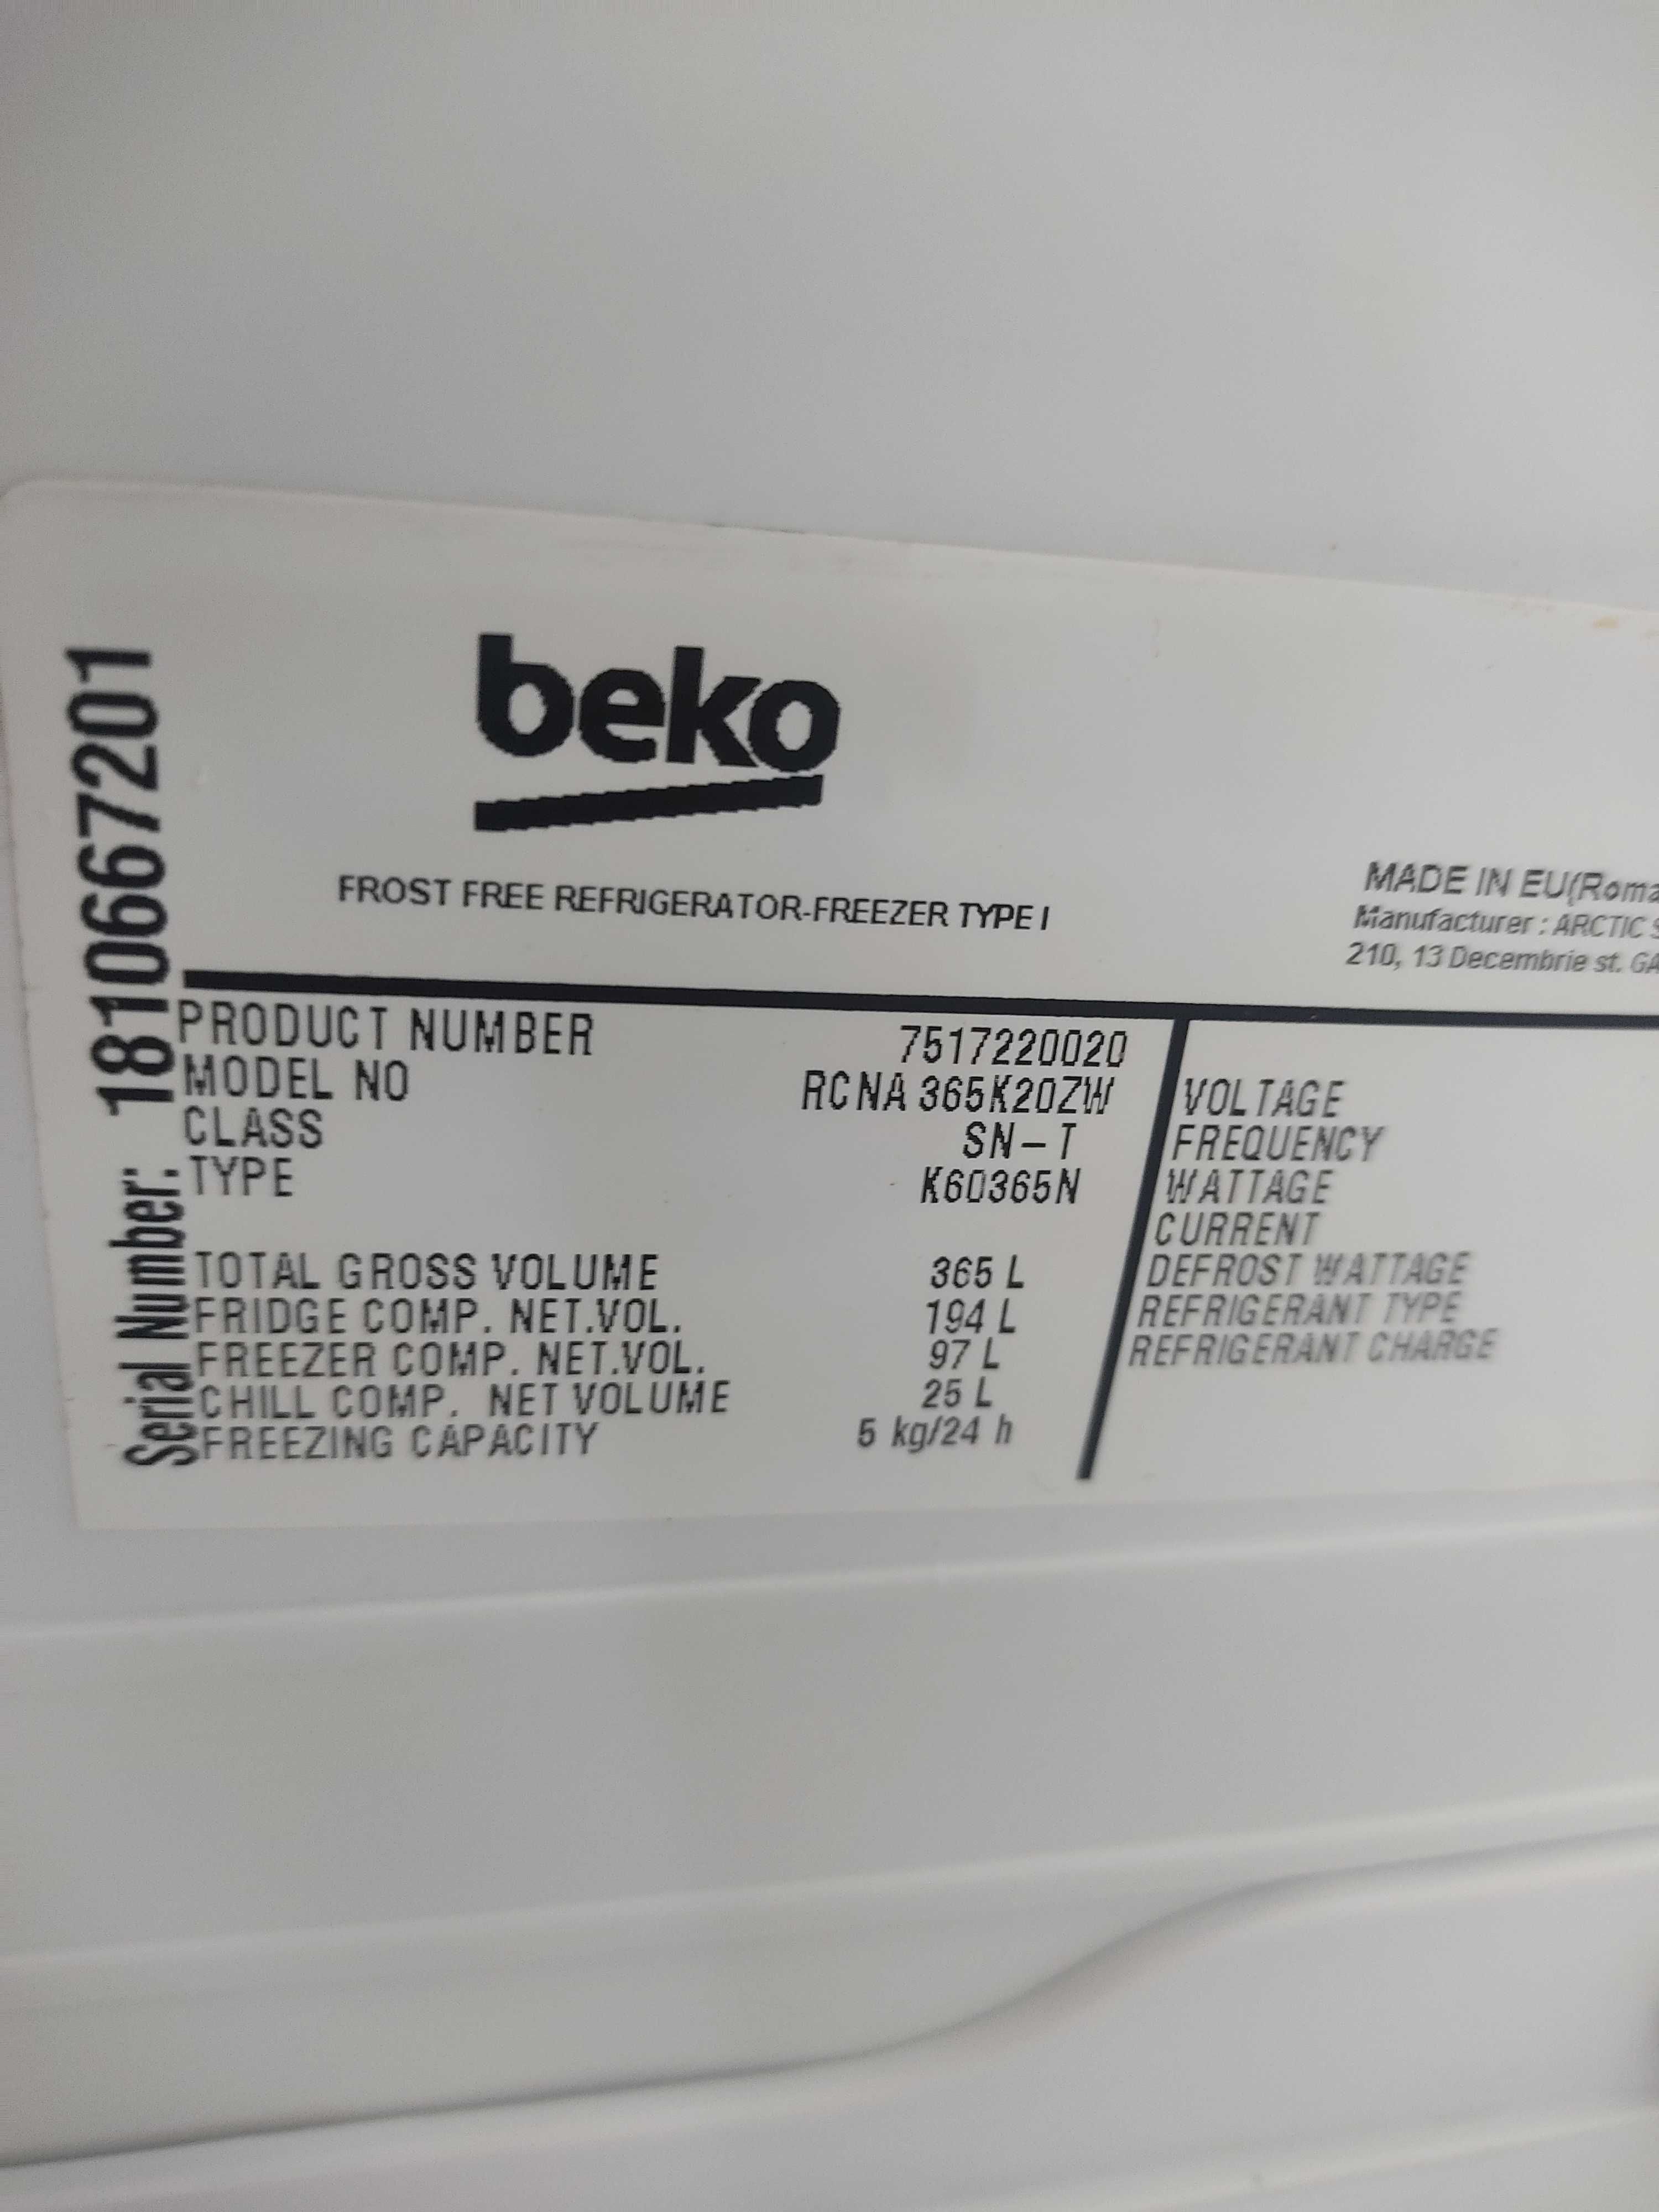 beko
FROST FREE REFRIGERATOR-FREEZER TYPE I
MADE IN EU(Roma
Manufacturer : ARCTIC S
210, 13 Decembrie st. GA
Serial Number: 1810667201
PRODUCT NUMBER 7517220020
MODEL NO RCNA365K20ZW
CLASS SN-T
TYPE K60365N
TOTAL GROSS VOLUME 365 L
FRIDGE COMP. NET.VOL. 194 L
FREEZER COMP. NET.VOL. 97 L
CHILL COMP. NET VOLUME 25 L
FREEZING CAPACITY 5 kg/24 h
VOLTAGE
FREQUENCY
WATTAGE
CURRENT
DEFROST WATTAGE
REFRIGERANT TYPE
REFRIGERANT CHARGE